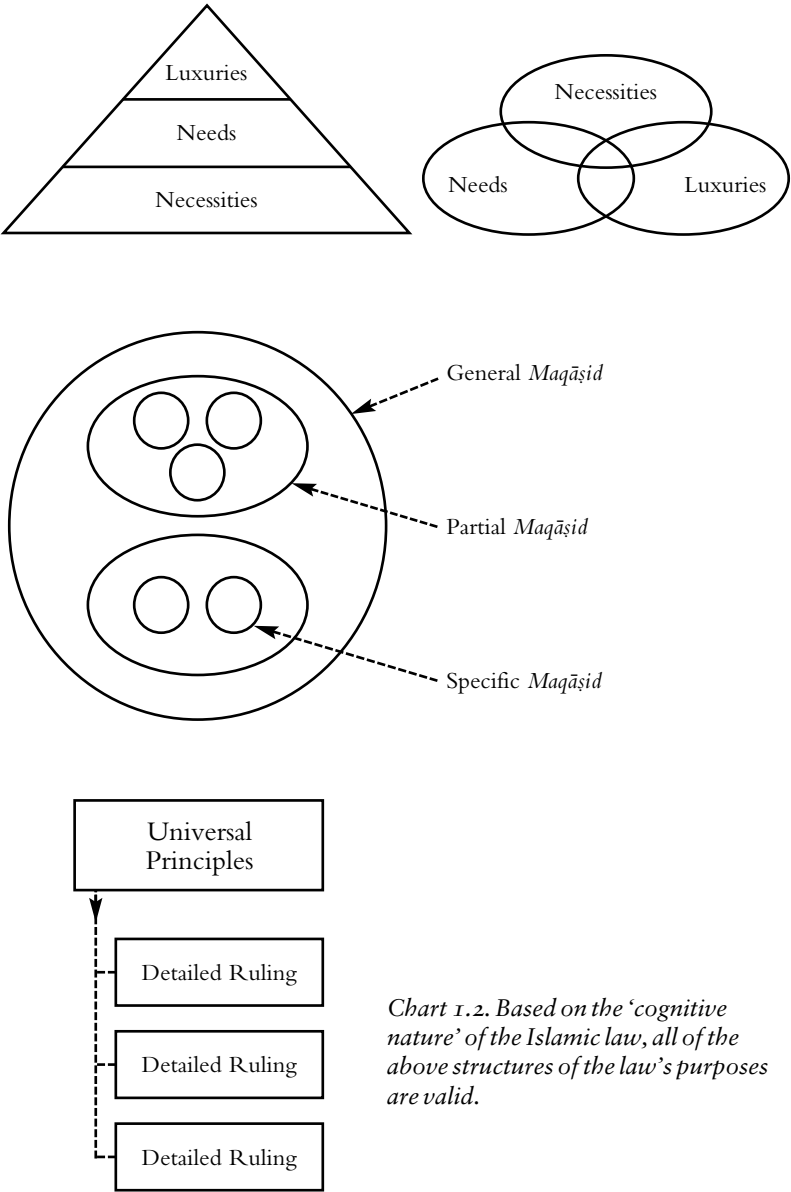 Luxuries
Needs
Necessities
Necessities
Needs
Luxuries
General Maqāṣid
Partial Maqāṣid
Specific Maqāṣid
Universal
Principles
Detailed Ruling
Detailed Ruling
Detailed Ruling
Chart 1.2. Based on the ‘cognitive
nature’ of the Islamic law, all of the
above structures of the law’s purposes
are valid.